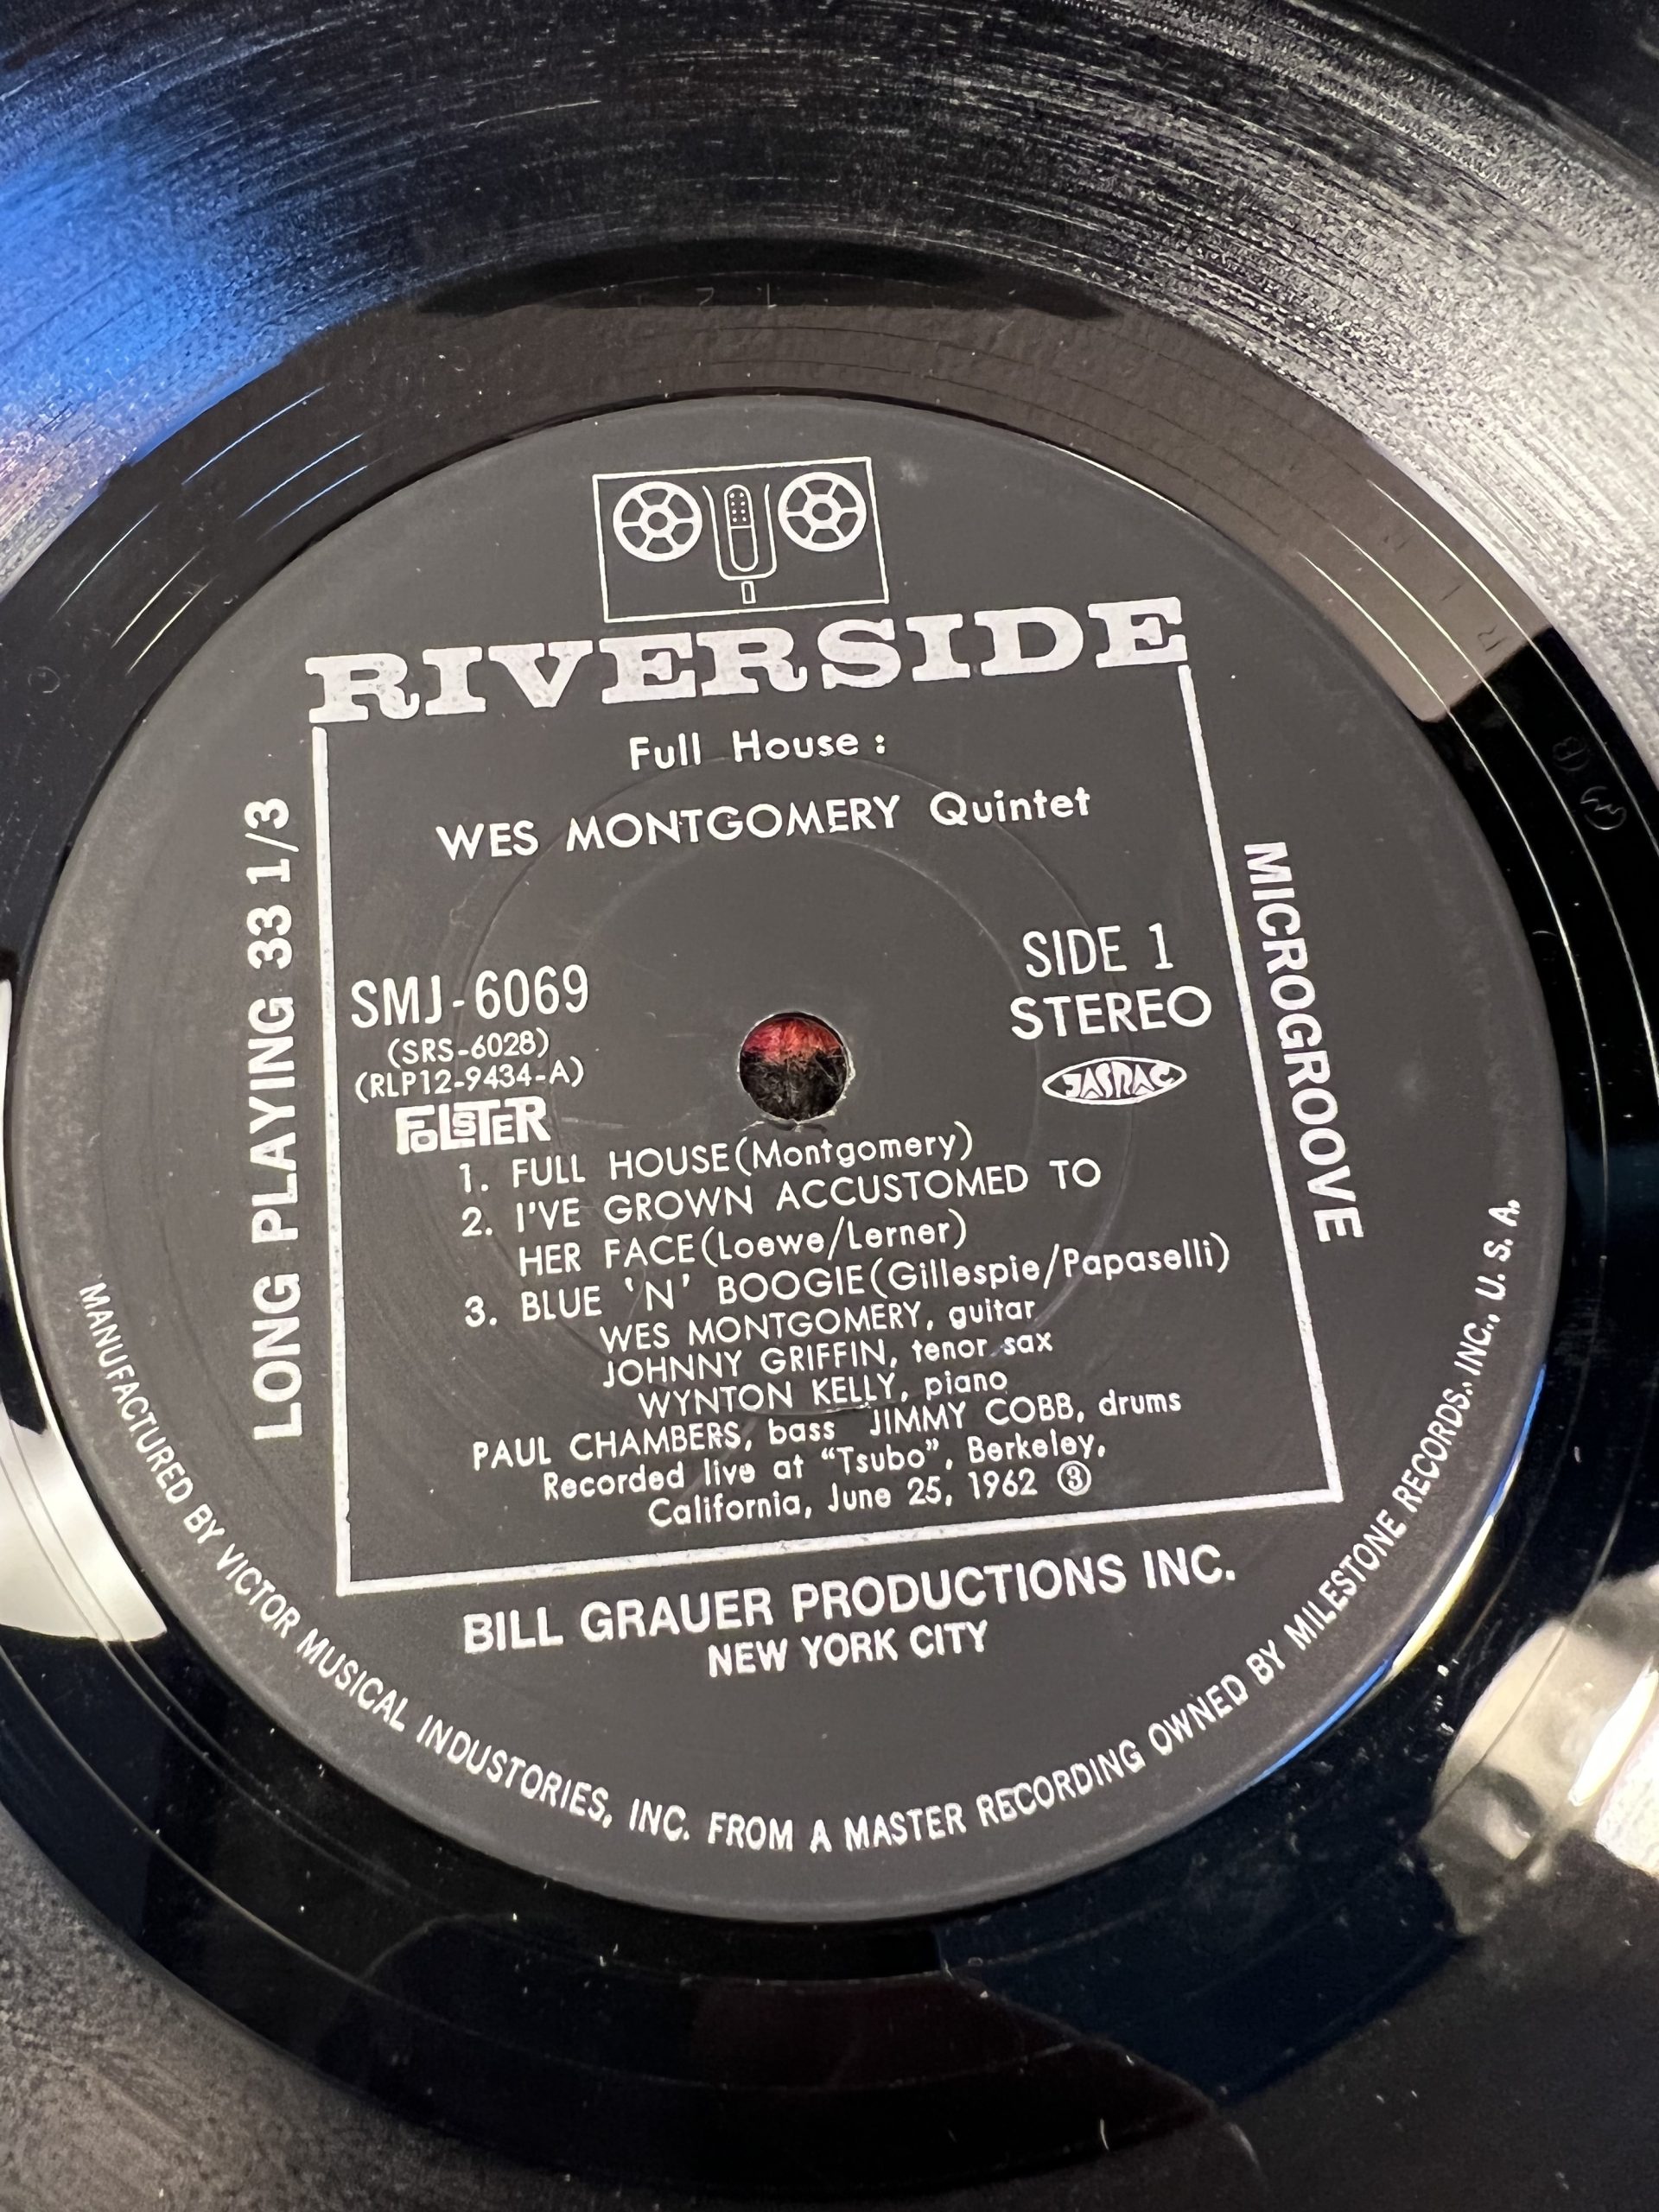 RIVERSIDE
Full House :
WES MONTGOMERY Quintet
LONG PLAYING 33 1/3
MICROGROOVE
SMJ-6069
(SRS-6028)
(RLP12-9434-A)
FOLSTER
SIDE 1
STEREO
JASRAC
1. FULL HOUSE(Montgomery)
2. I'VE GROWN ACCUSTOMED TO
HER FACE(Loewe/Lerner)
3. BLUE 'N' BOOGIE(Gillespie/Papaselli)
WES MONTGOMERY, guitar
JOHNNY GRIFFIN, tenor sax
WYNTON KELLY, piano
PAUL CHAMBERS, bass JIMMY COBB, drums
Recorded live at “Tsubo”, Berkeley,
California, June 25, 1962 ③
BILL GRAUER PRODUCTIONS INC.
NEW YORK CITY
MANUFACTURED BY VICTOR MUSICAL INDUSTORIES, INC. FROM A MASTER RECORDING OWNED BY MILESTONE RECORDS. INC., U. S. A.